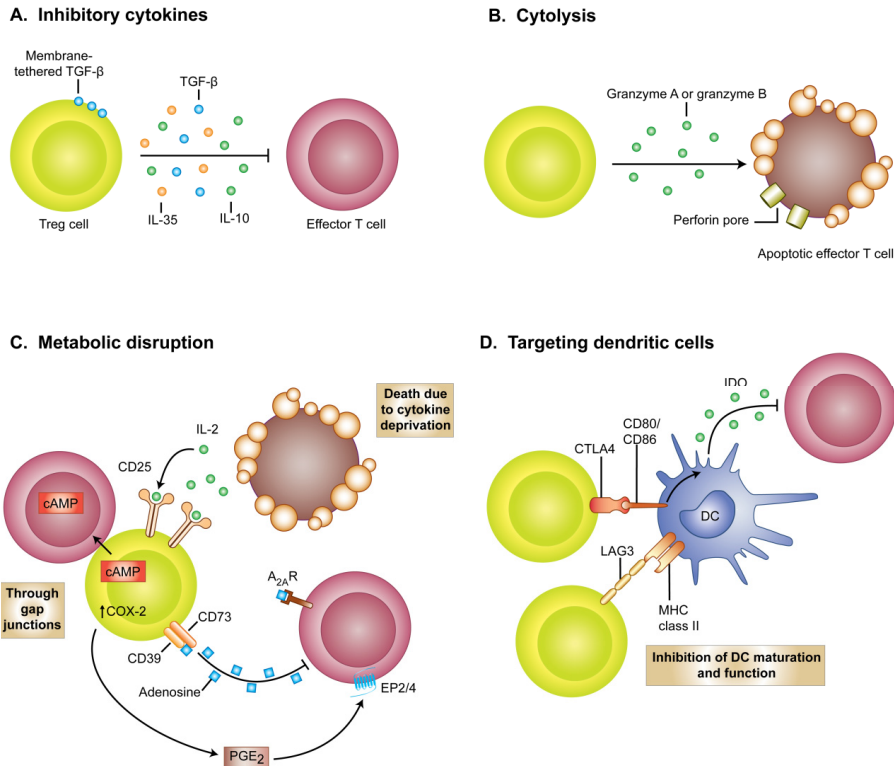 A. Inhibitory cytokines
Membrane-
tethered TGF-β
TGF-β
Treg cell
IL-35
IL-10
Effector T cell
B. Cytolysis
Granzyme A or granzyme B
Perforin pore
Apoptotic effector T cell
C. Metabolic disruption
Death due
to cytokine
deprivation
IL-2
CD25
cAMP
cAMP
Through
gap
junctions
↑COX-2
CD73
CD39
Adenosine
A2AR
EP2/4
PGE2
D. Targeting dendritic cells
IDO
CD80/
CD86
CTLA4
DC
LAG3
MHC
class II
Inhibition of DC maturation
and function